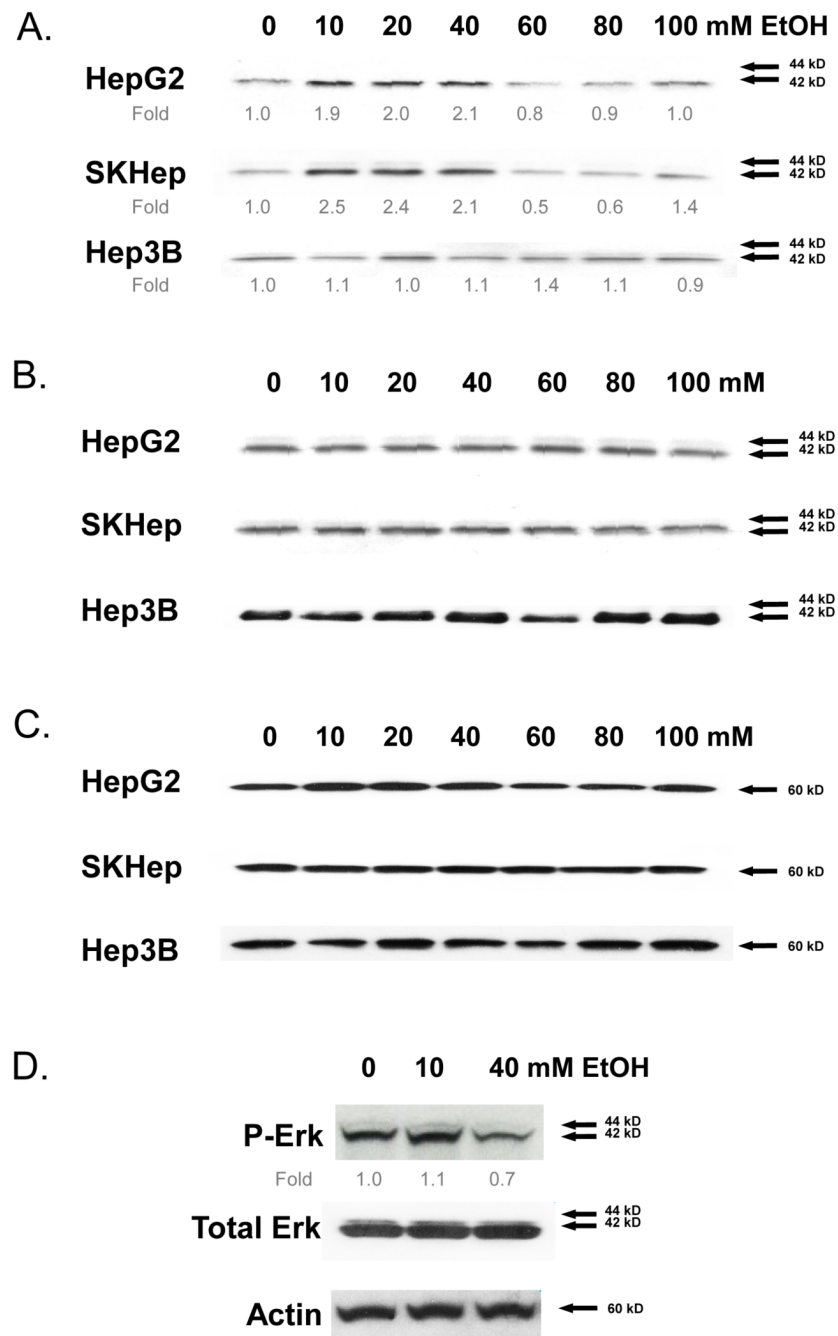 A.
0 10 20 40 60 80 100 mM EtOH
HepG2
44 kD
42 kD
Fold 1.0 1.9 2.0 2.1 0.8 0.9 1.0
SKHep
44 kD
42 kD
Fold 1.0 2.5 2.4 2.1 0.5 0.6 1.4
Hep3B
44 kD
42 kD
Fold 1.0 1.1 1.0 1.1 1.4 1.1 0.9
B.
0 10 20 40 60 80 100 mM
HepG2
44 kD
42 kD
SKHep
44 kD
42 kD
Hep3B
44 kD
42 kD
C.
0 10 20 40 60 80 100 mM
HepG2 60 kD
SKHep 60 kD
Hep3B 60 kD
D.
0 10 40 mM EtOH
P-Erk
44 kD
42 kD
Fold 1.0 1.1 0.7
Total Erk
44 kD
42 kD
Actin 60 kD